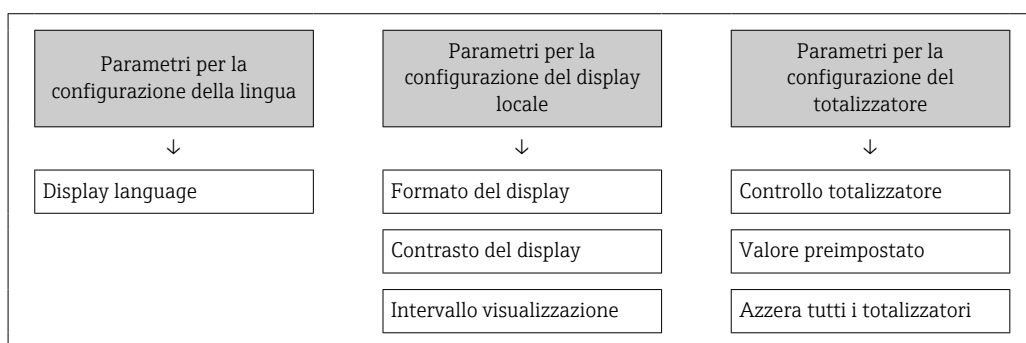 Parametri per la
configurazione della lingua
↓
Display language
Parametri per la
configurazione del display
locale
↓
Formato del display
Contrasto del display
Intervallo visualizzazione
Parametri per la
configurazione del
totalizzatore
↓
Controllo totalizzatore
Valore preimpostato
Azzera tutti i totalizzatori